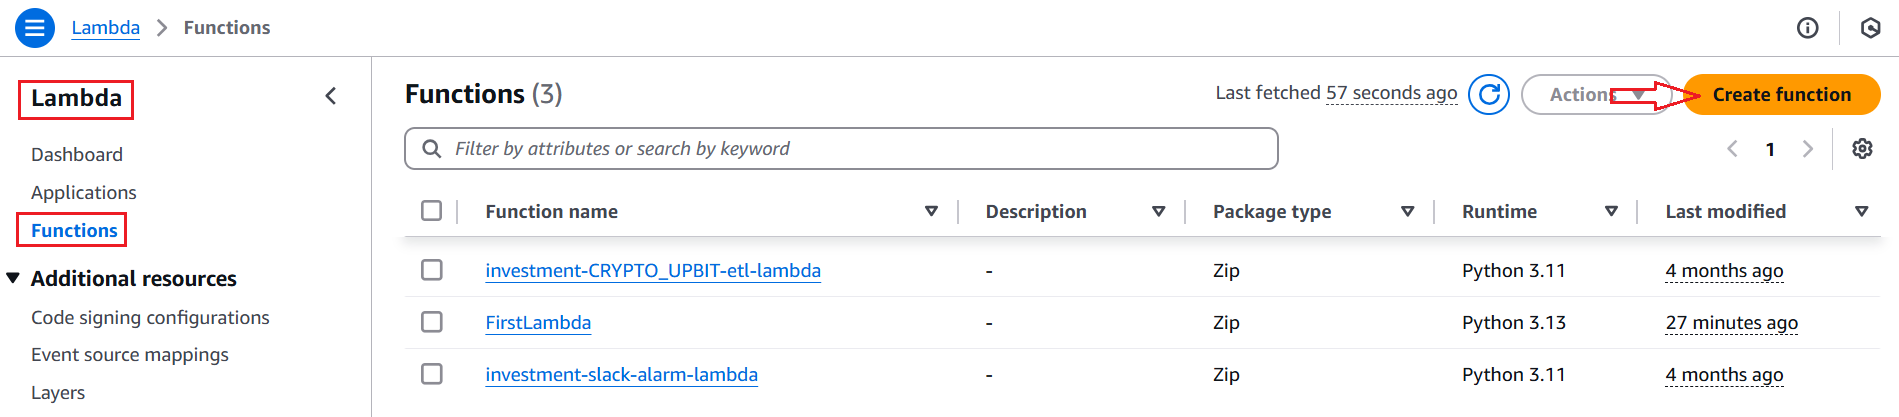 Lambda > Functions
Lambda
Dashboard
Applications
Functions
Additional resources
Code signing configurations
Event source mappings
Layers
Functions (3)
Last fetched 57 seconds ago
Actions
Create function
Filter by attributes or search by keyword
1
Function name Description Package type Runtime Last modified
investment-CRYPTO_UPBIT-etl-lambda - Zip Python 3.11 4 months ago
FirstLambda - Zip Python 3.13 27 minutes ago
investment-slack-alarm-lambda - Zip Python 3.11 4 months ago